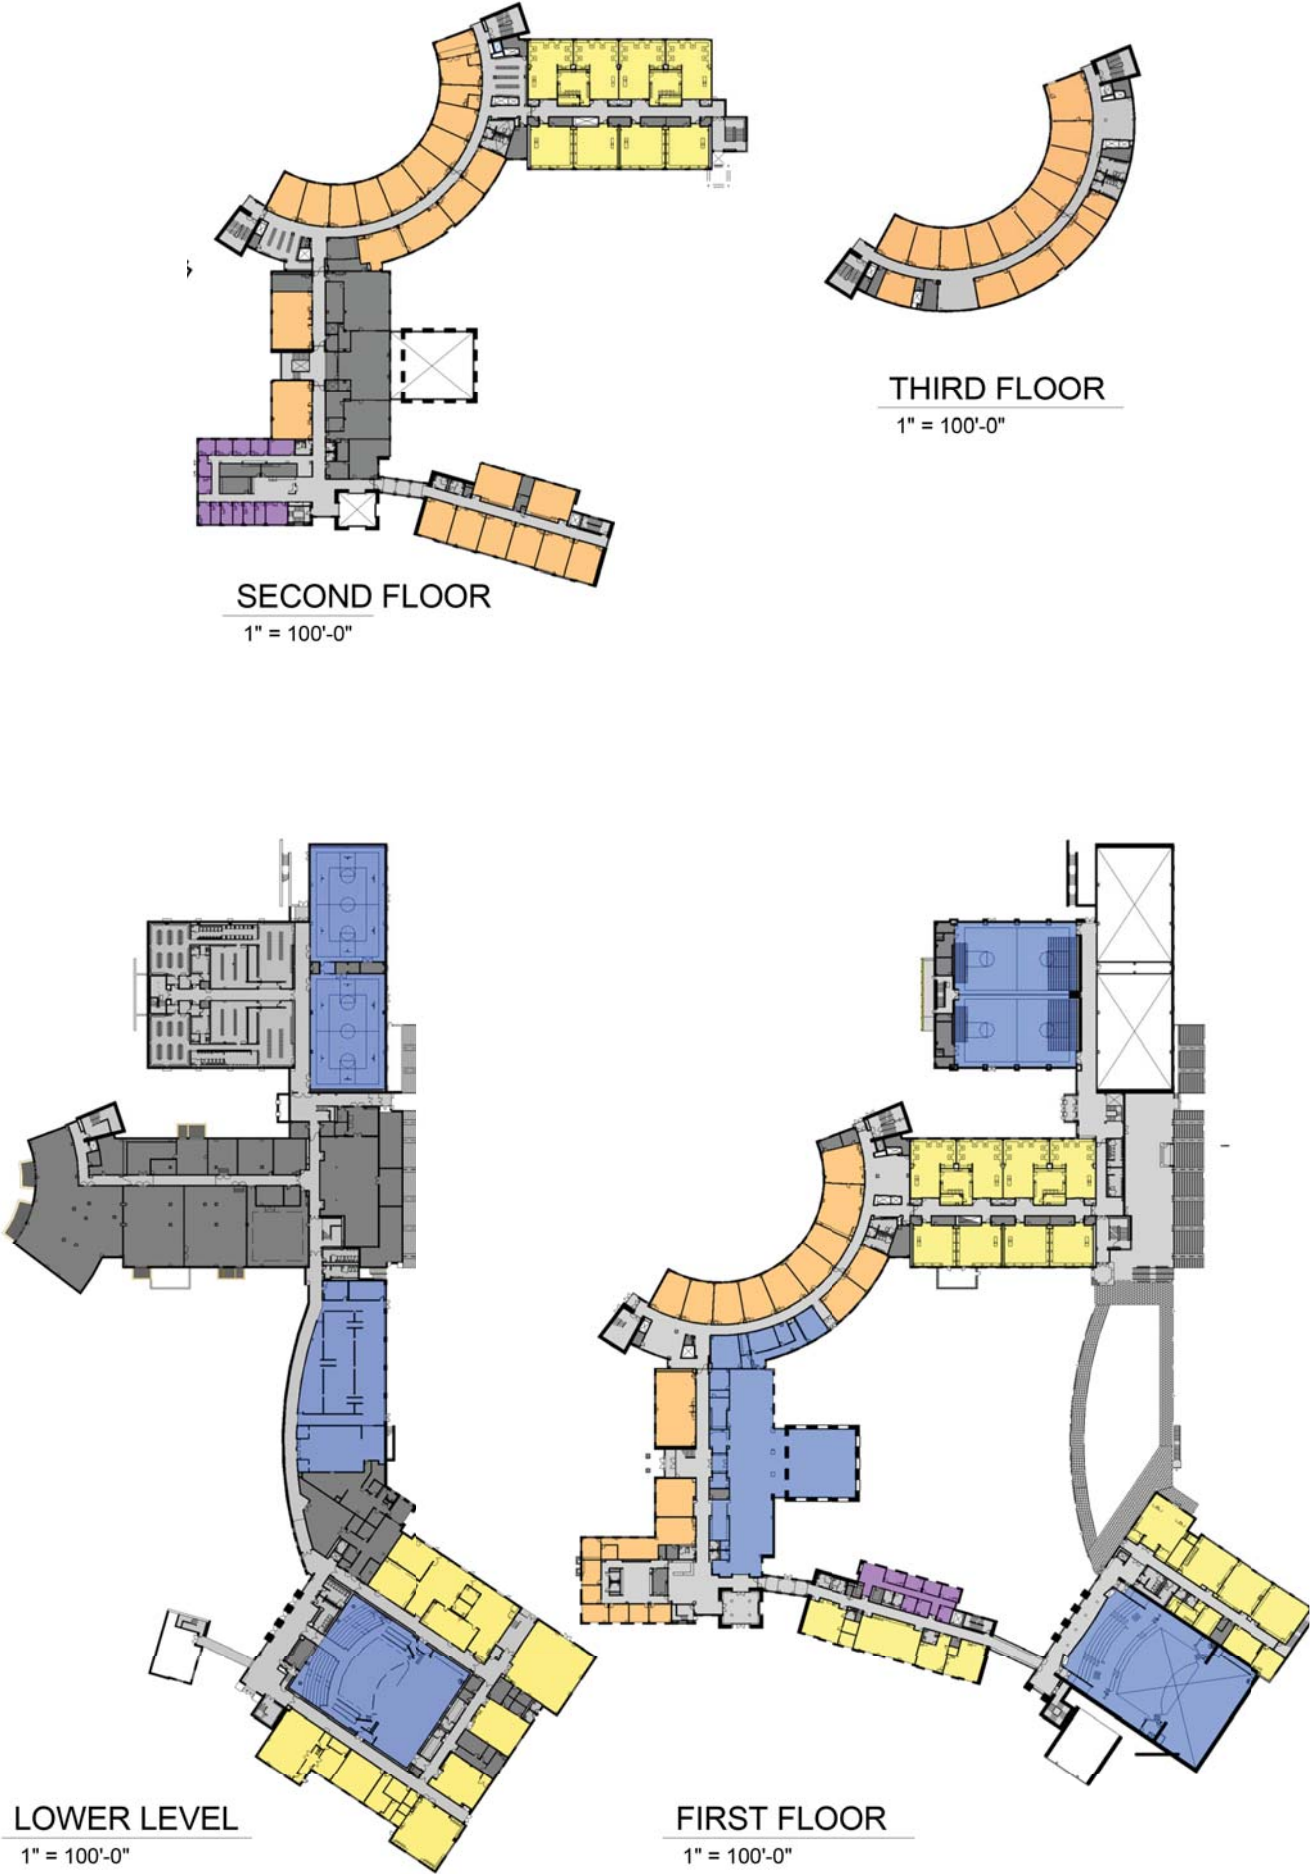 THIRD FLOOR
1" = 100'-0"
SECOND FLOOR
1" = 100'-0"
LOWER LEVEL
1" = 100'-0"
FIRST FLOOR
1" = 100'-0"